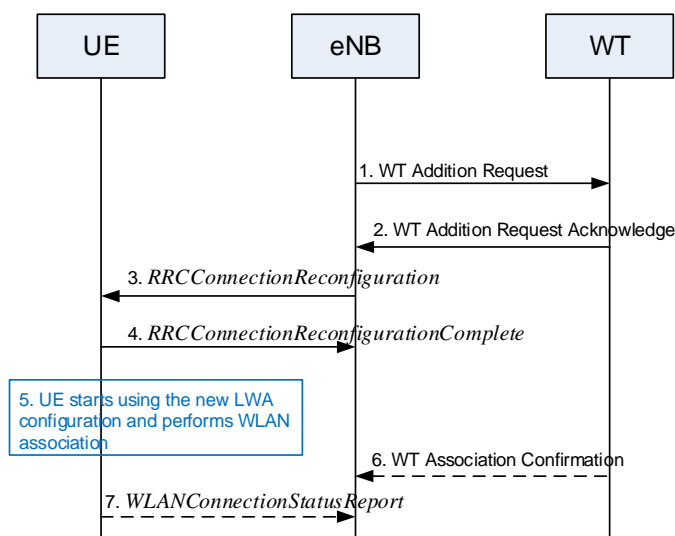 UE
eNB
WT
1. WT Addition Request
2. WT Addition Request Acknowledge
3. RRCConnectionReconfiguration
4. RRCConnectionReconfigurationComplete
5. UE starts using the new LWA
configuration and performs WLAN
association
6. WT Association Confirmation
7. WLANConnectionStatusReport